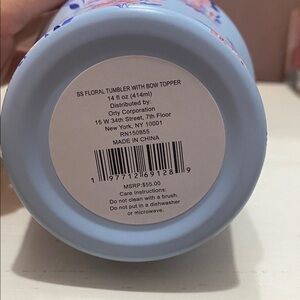 SS FLORAL TUMBLER WITH BOW TOPPER
14 fl oz (414ml)
Distributed by:
Orly Corporation
15 W 34th Street, 7th Floor
New York, NY 10001
RN150855
MADE IN CHINA
1 97712 69128 9
MSRP:$55.00
Care Instructions:
Do not clean with a brush.
Do not put in a dishwasher
or microwave.